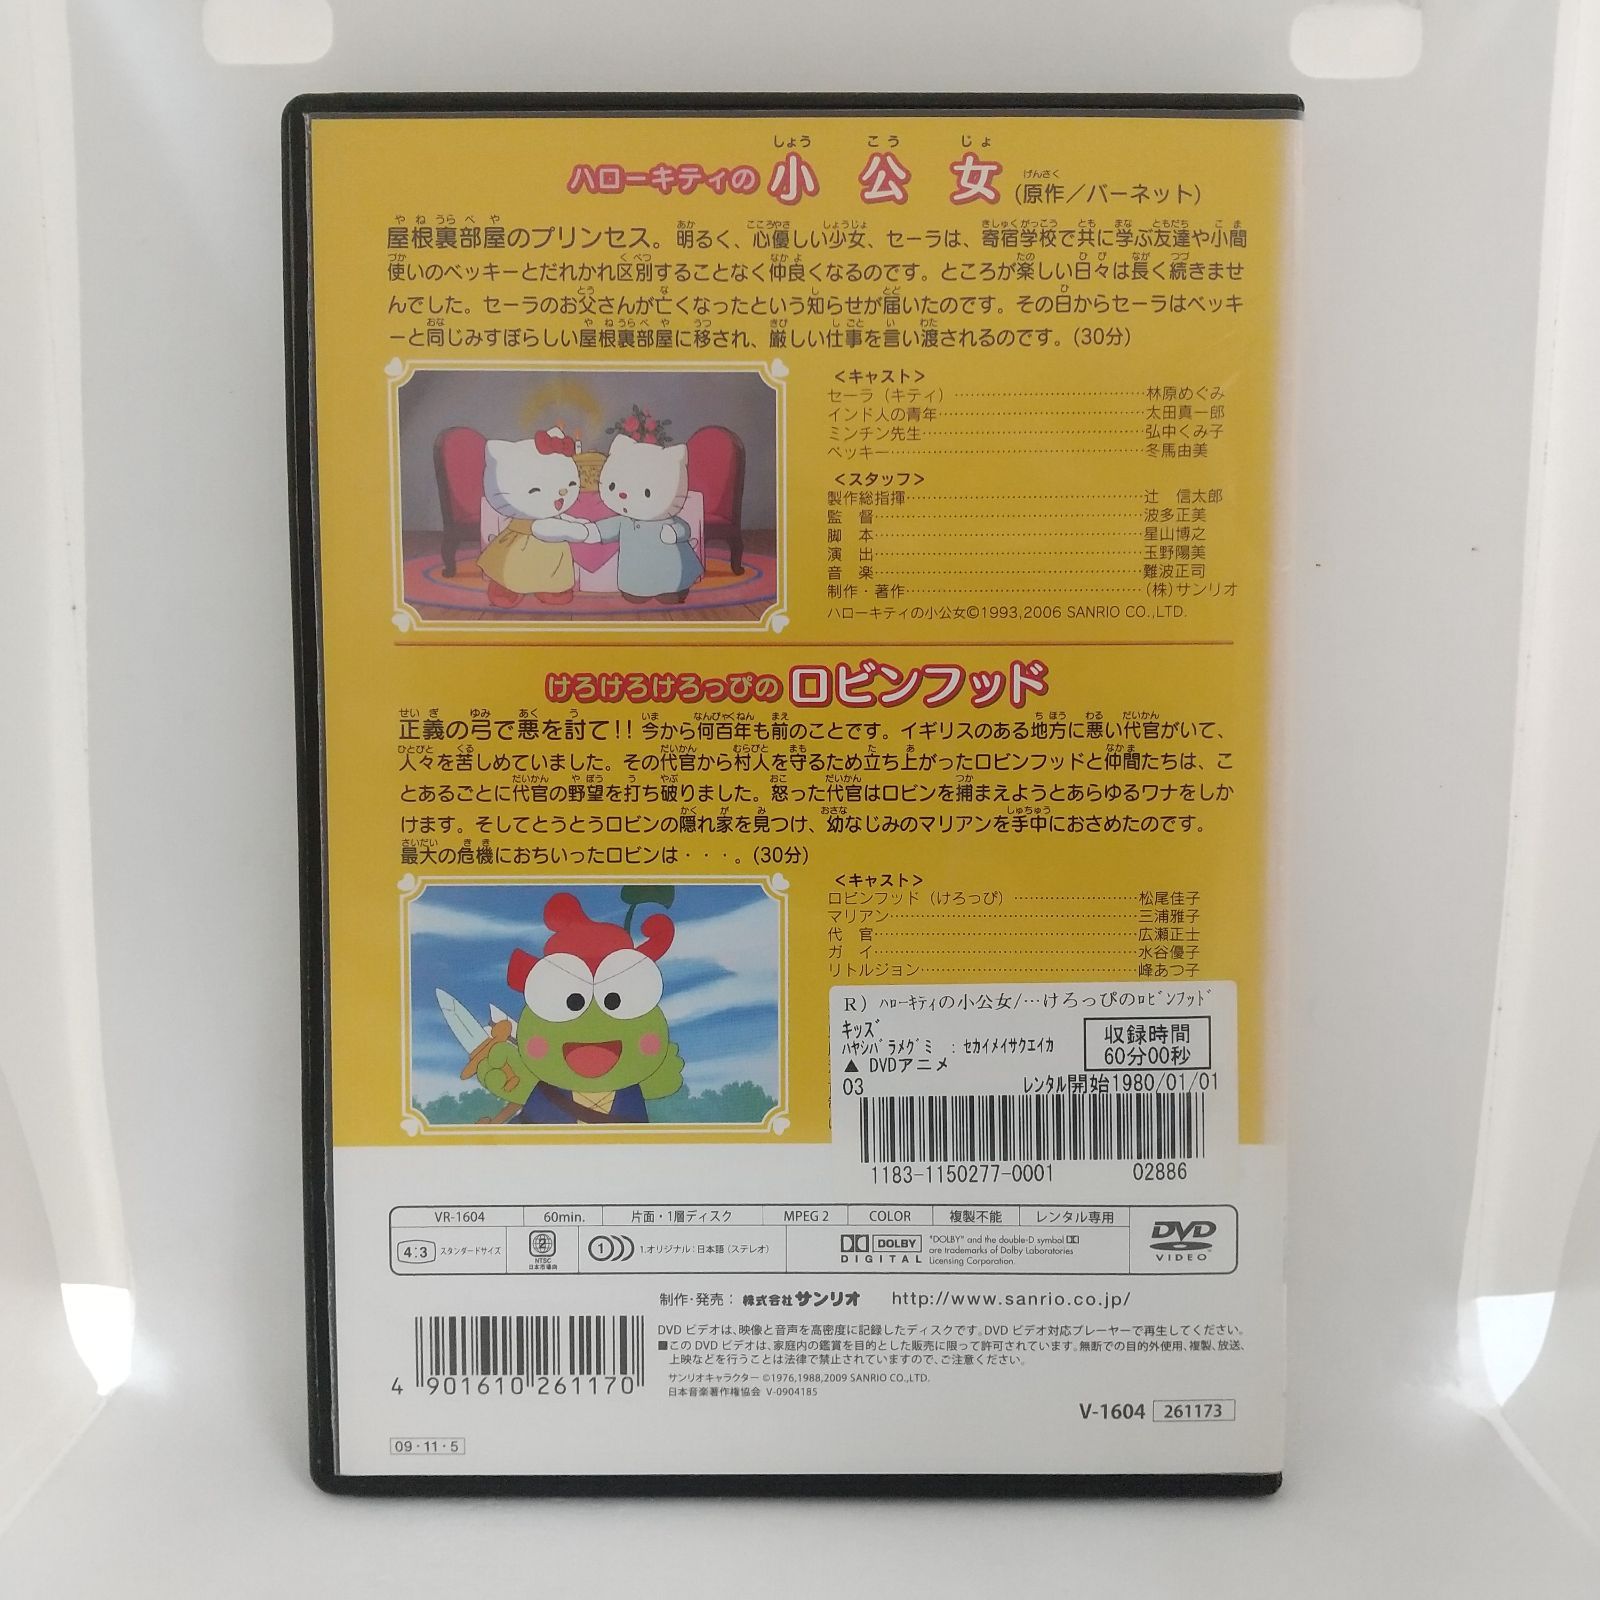 ハローキティの 小公女 (原作／バーネット)
屋根裏部屋のプリンセス。明るく、心優しい少女、セーラは、寄宿学校で共に学ぶ友達や小間
使いのベッキーとだれかれ区別することなく仲良くなるのです。ところが楽しい日々は長く続きませ
んでした。セーラのお父さんが亡くなったという知らせが届いたのです。その日からセーラはベッキ
ーと同じみすぼらしい屋根裏部屋に移され、厳しい仕事を言い渡されるのです。(30分)
＜キャスト＞
セーラ（キティ）……林原めぐみ
インド人の青年……太田真一郎
ミンチン先生……弘中くみ子
ベッキー……冬馬由美
＜スタッフ＞
製作総指揮……辻 信太郎
監 督……波多正美
脚 本……星山博之
演 出……玉野陽美
音 楽……難波正司
制作・著作……(株)サンリオ
ハローキティの小公女©1993,2006 SANRIO CO.,LTD.
けろけろけろっぴの ロビンフッド
正義の弓で悪を討て!! 今から何百年も前のことです。イギリスのある地方に悪い代官がいて、
人々を苦しめていました。その代官から村人を守るため立ち上がったロビンフッドと仲間たちは、こ
とあるごとに代官の野望を打ち破りました。怒った代官はロビンを捕まえようとあらゆるワナをしか
けます。そしてとうとうロビンの隠れ家を見つけ、幼なじみのマリアンを手中におさめたのです。
最大の危機におちいったロビンは・・・。(30分)
＜キャスト＞
ロビンフッド（けろっぴ）……松尾佳子
マリアン……三浦雅子
代 官……広瀬正士
ガ イ……水谷優子
リトルジョン……峰あつ子
R) ﾊﾛｰｷﾃｨの小公女/…けろっぴのﾛﾋﾞﾝﾌｯﾄﾞ
キッズ
ﾊﾔｼﾊﾞﾗﾒｸﾞﾐ : ｾｶｲﾒｲｻｸｴｲｶﾞ
収録時間
60分00秒
▲ DVDアニメ
03 レンタル開始1980/01/01
1183-1150277-0001 02886
VR-1604 60min. 片面・1層ディスク MPEG 2 COLOR 複製不能 レンタル専用
4:3 スタンダードサイズ
2 NTSC 日本市場向
1 1.オリジナル：日本語（ステレオ）
DOLBY DIGITAL
"DOLBY" and the double-D symbol
are trademarks of Dolby Laboratories
Licensing Corporation.
DVD VIDEO
制作・発売：株式会社サンリオ http://www.sanrio.co.jp/
DVDビデオは、映像と音声を高密度に記録したディスクです。DVDビデオ対応プレーヤーで再生してください。
■このDVDビデオは、家庭内の鑑賞を目的とした販売に限って許可されています。無断での目的外使用、複製、放送、
上映などを行うことは法律で禁止されていますので、ご注意ください。
サンリオキャラクター ©1976,1988,2009 SANRIO CO.,LTD.
日本音楽著作権協会 V-0904185
4 901610 261170
V-1604 261173
09・11・5